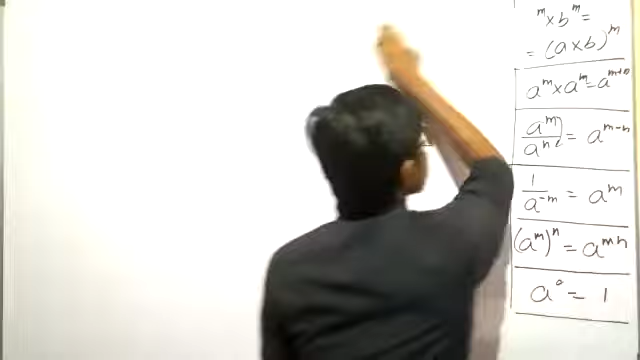 ᵐ×bᵐ=
= (a×b)ᵐ
aᵐ×aᵐ=aᵐ⁺ⁿ
aᵐ/aⁿ = aᵐ⁻ⁿ
1/a⁻ᵐ = aᵐ
(aᵐ)ⁿ = aᵐⁿ
a⁰ = 1